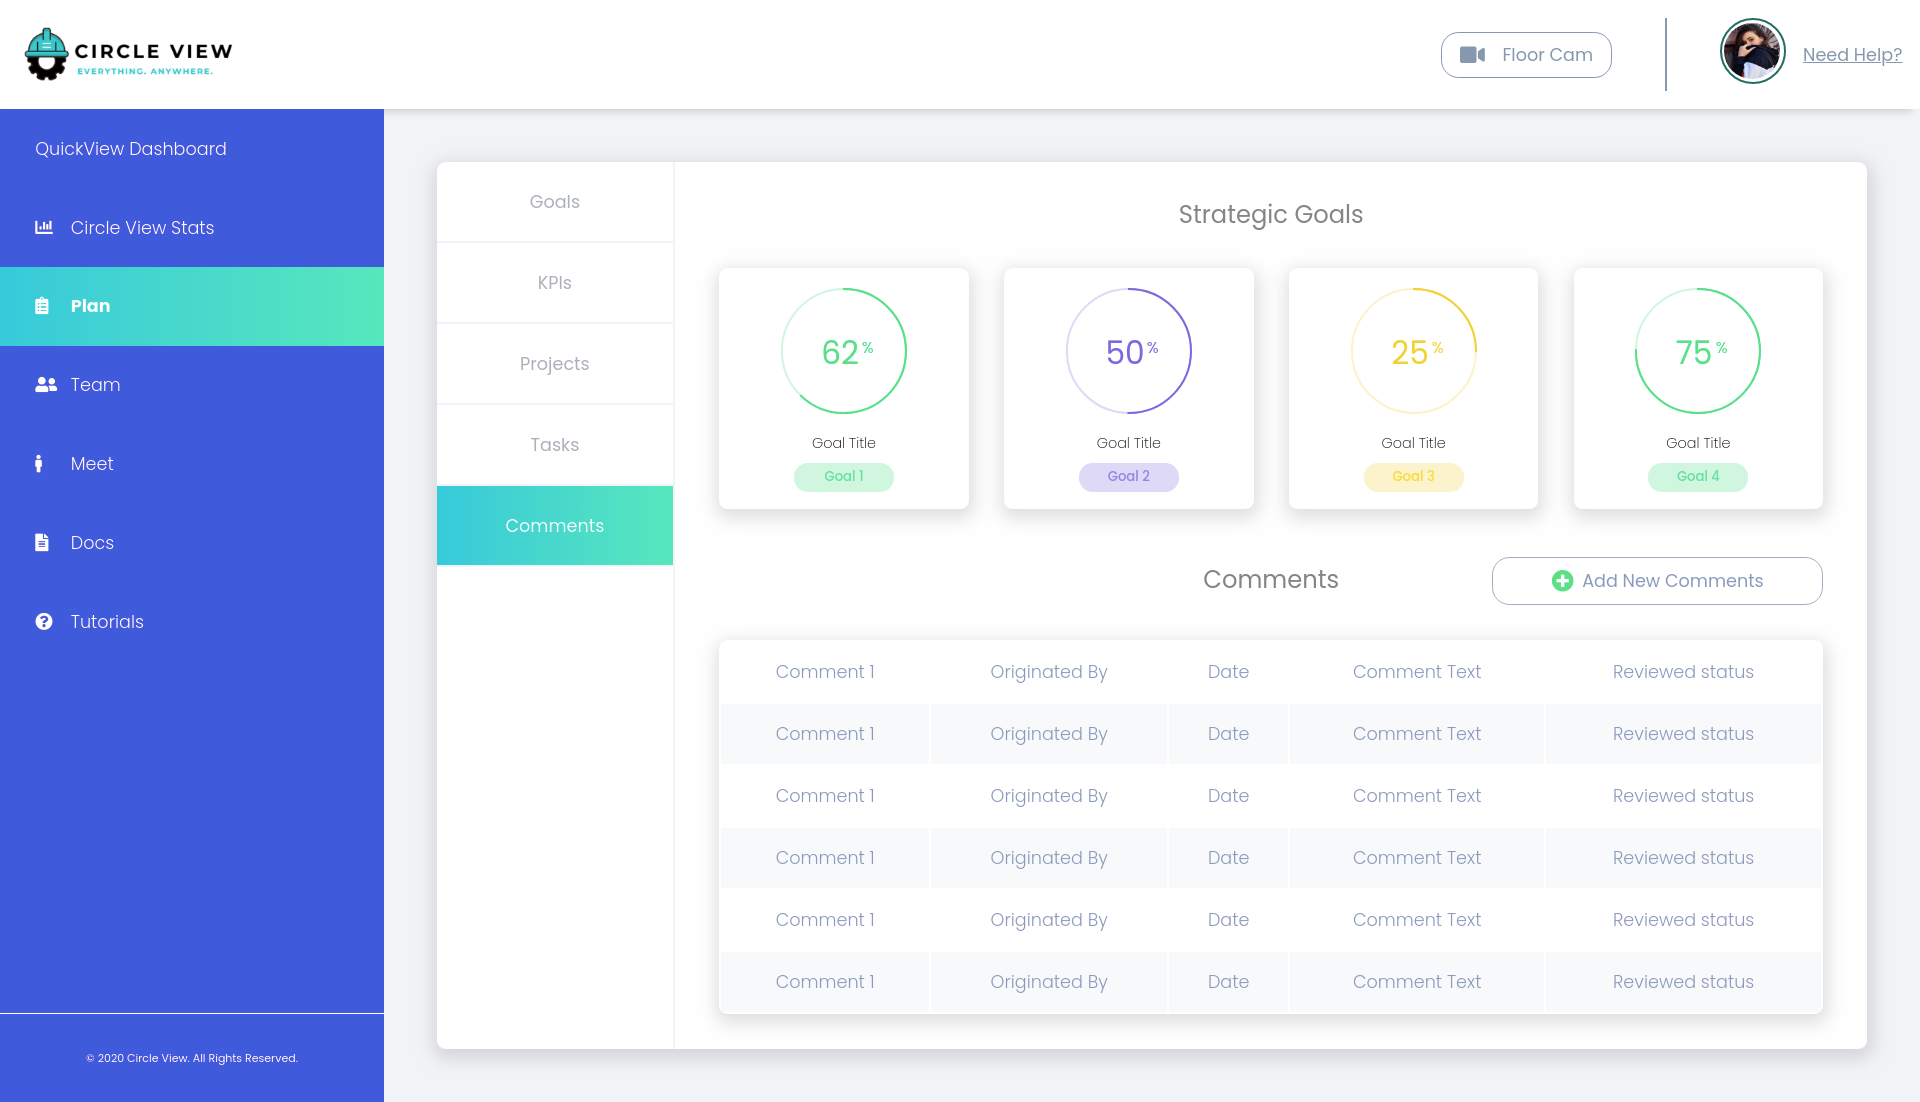 CIRCLE VIEW
EVERYTHING. ANYWHERE.
Floor Cam
Need Help?
QuickView Dashboard
Circle View Stats
Plan
Team
Meet
Docs
Tutorials
© 2020 Circle View. All Rights Reserved.
Goals
KPIs
Projects
Tasks
Comments
Strategic Goals
62 %
Goal Title
Goal 1
50 %
Goal Title
Goal 2
25 %
Goal Title
Goal 3
75 %
Goal Title
Goal 4
Comments
Add New Comments
Comment 1 Originated By Date Comment Text Reviewed status
Comment 1 Originated By Date Comment Text Reviewed status
Comment 1 Originated By Date Comment Text Reviewed status
Comment 1 Originated By Date Comment Text Reviewed status
Comment 1 Originated By Date Comment Text Reviewed status
Comment 1 Originated By Date Comment Text Reviewed status